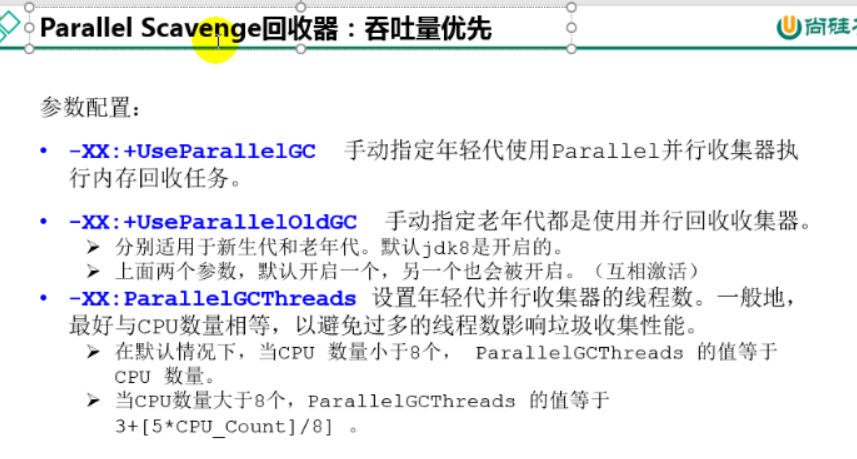 Parallel Scavenge回收器：吞吐量优先
尚硅
参数配置：
• -XX:+UseParallelGC 手动指定年轻代使用Parallel并行收集器执
行内存回收任务。
• -XX:+UseParallelOldGC 手动指定老年代都是使用并行回收收集器。
➢ 分别适用于新生代和老年代。默认jdk8是开启的。
➢ 上面两个参数，默认开启一个，另一个也会被开启。（互相激活）
• -XX:ParallelGCThreads 设置年轻代并行收集器的线程数。一般地，
最好与CPU数量相等，以避免过多的线程数影响垃圾收集性能。
➢ 在默认情况下，当CPU 数量小于8个， ParallelGCThreads 的值等于
CPU 数量。
➢ 当CPU数量大于8个，ParallelGCThreads 的值等于
3+[5*CPU_Count]/8] 。